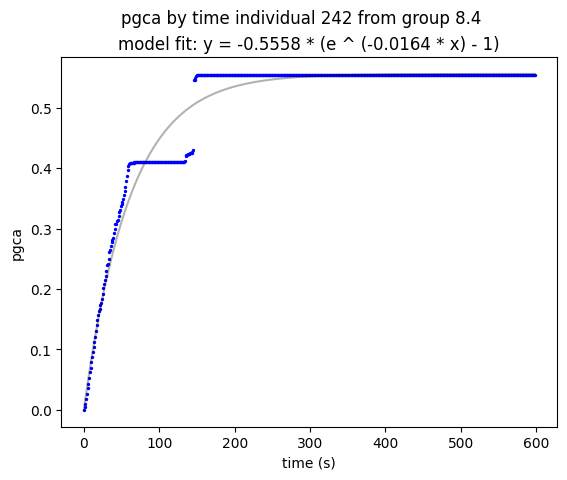 pgca by time individual 242 from group 8.4
model fit: y = -0.5558 * (e ^ (-0.0164 * x) - 1)
0.5
0.4
0.3
0.2
0.1
0.0
pgca
0 100 200 300 400 500 600
time (s)